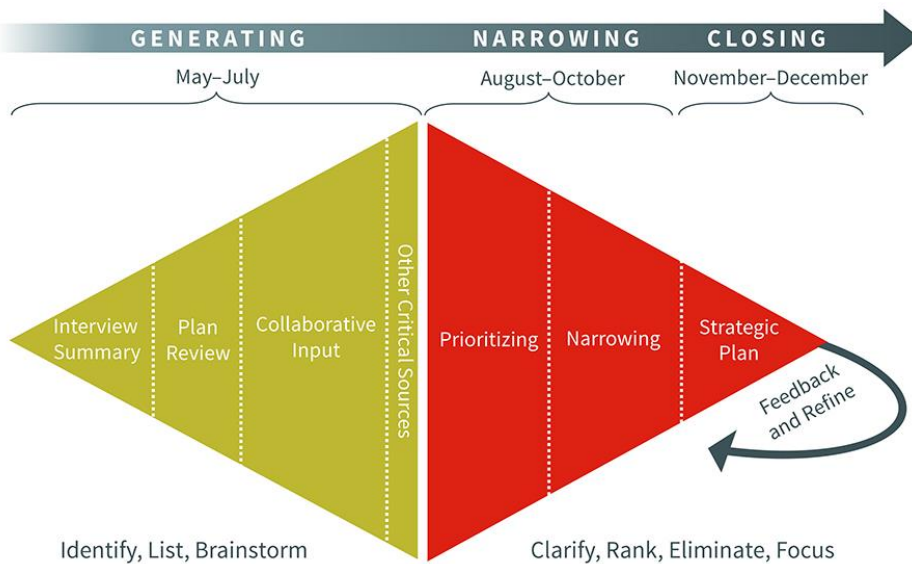 GENERATING
NARROWING
CLOSING
May–July
August–October
November–December
Interview
Summary
Plan
Review
Collaborative
Input
Other Critical Sources
Prioritizing
Narrowing
Strategic
Plan
Feedback
and Refine
Identify, List, Brainstorm
Clarify, Rank, Eliminate, Focus